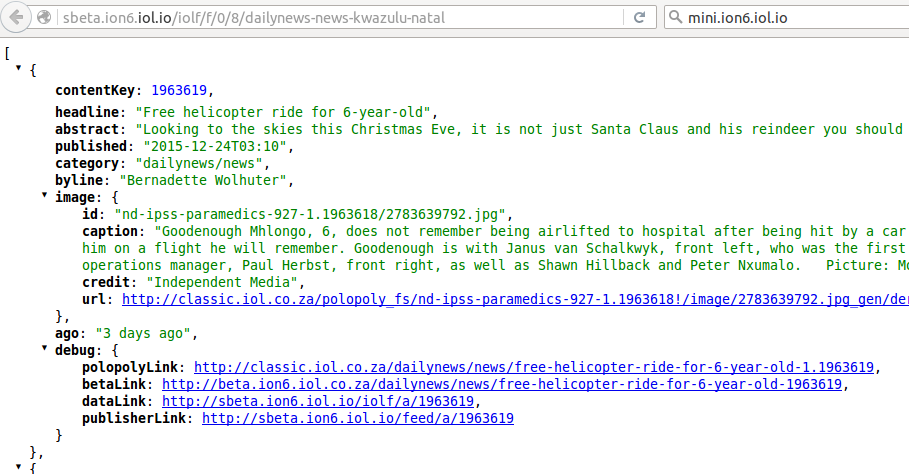 sbeta.ion6.iol.io/iolf/f/0/8/dailynews-news-kwazulu-natal
mini.ion6.iol.io
[
{
contentKey: 1963619,
headline: "Free helicopter ride for 6-year-old",
abstract: "Looking to the skies this Christmas Eve, it is not just Santa Claus and his reindeer you should
published: "2015-12-24T03:10",
category: "dailynews/news",
byline: "Bernadette Wolhuter",
image: {
id: "nd-ipss-paramedics-927-1.1963618/2783639792.jpg",
caption: "Goodenough Mhlongo, 6, does not remember being airlifted to hospital after being hit by a car
him on a flight he will remember. Goodenough is with Janus van Schalkwyk, front left, who was the first
operations manager, Paul Herbst, front right, as well as Shawn Hillback and Peter Nxumalo. Picture: Mo
credit: "Independent Media",
url: http://classic.iol.co.za/polopoly_fs/nd-ipss-paramedics-927-1.1963618!/image/2783639792.jpg_gen/der
},
ago: "3 days ago",
debug: {
polopolyLink: http://classic.iol.co.za/dailynews/news/free-helicopter-ride-for-6-year-old-1.1963619,
betaLink: http://beta.ion6.iol.co.za/dailynews/news/free-helicopter-ride-for-6-year-old-1963619,
dataLink: http://sbeta.ion6.iol.io/iolf/a/1963619,
publisherLink: http://sbeta.ion6.iol.io/feed/a/1963619
}
},
{